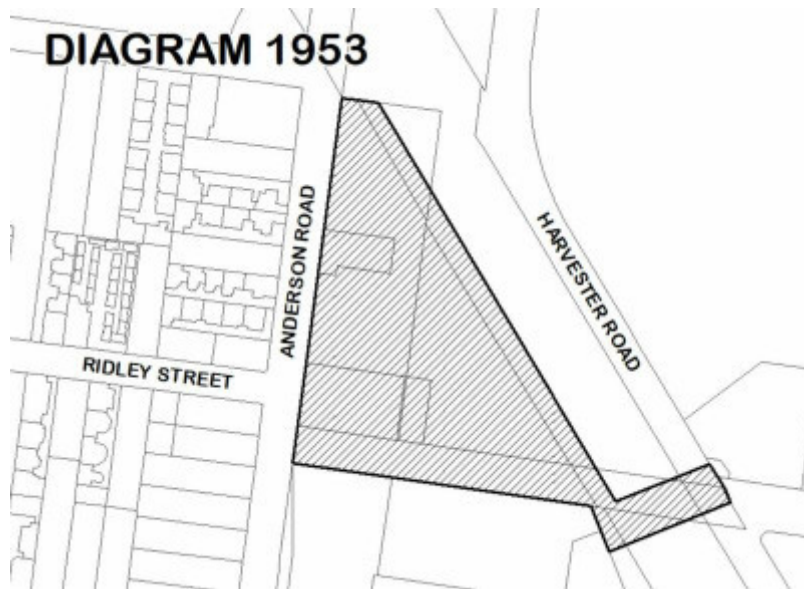 DIAGRAM 1953
ANDERSON ROAD
HARVESTER ROAD
RIDLEY STREET